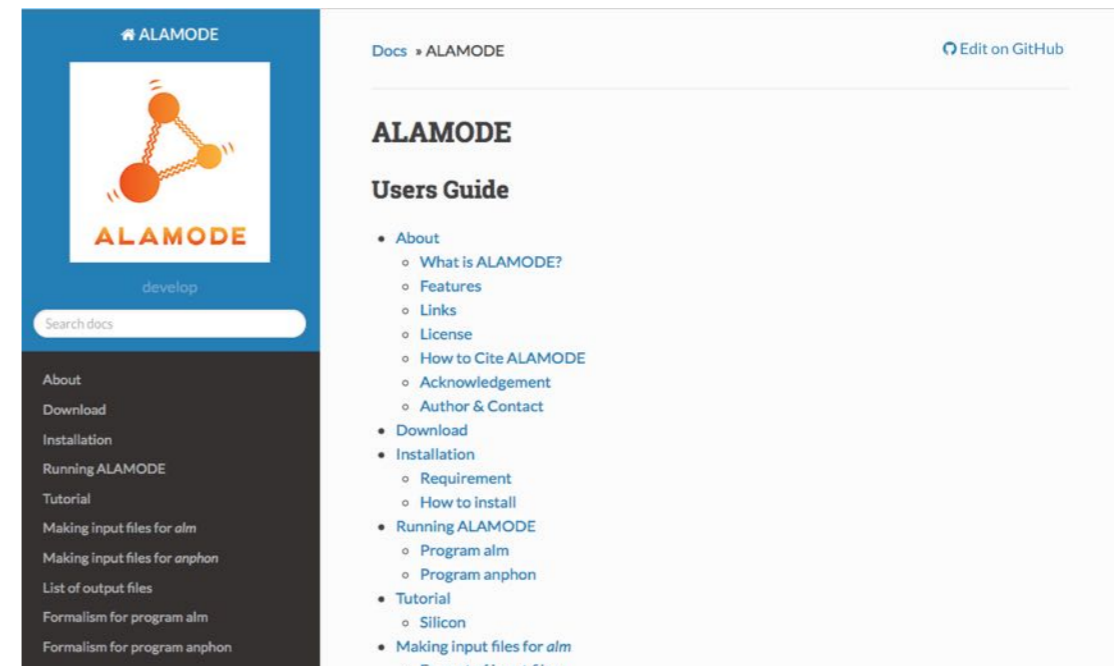 ALAMODE
ALAMODE
develop
Search docs
About
Download
Installation
Running ALAMODE
Tutorial
Making input files for alm
Making input files for anphon
List of output files
Formalism for program alm
Formalism for program anphon
Docs » ALAMODE
Edit on GitHub
ALAMODE
Users Guide
About
What is ALAMODE?
Features
Links
License
How to Cite ALAMODE
Acknowledgement
Author & Contact
Download
Installation
Requirement
How to install
Running ALAMODE
Program alm
Program anphon
Tutorial
Silicon
Making input files for alm